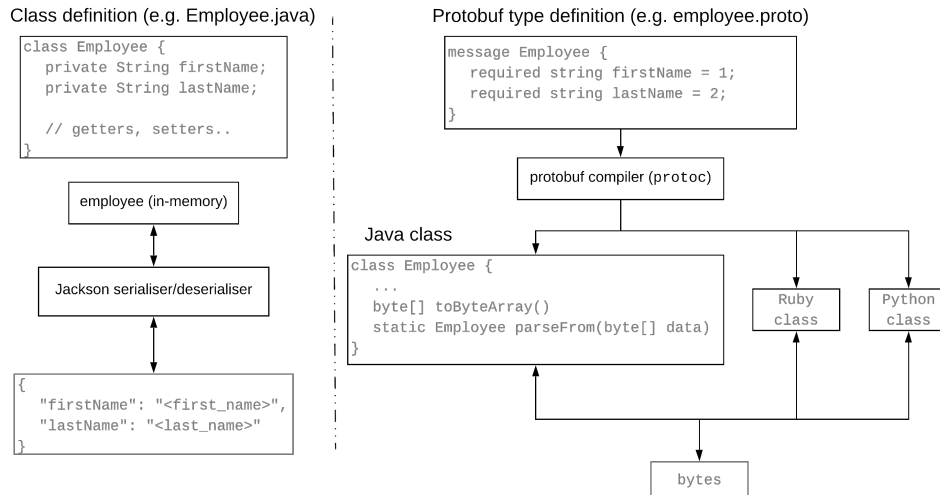 Class definition (e.g. Employee.java)
class Employee {
private String firstName;
private String lastName;
// getters, setters..
}
employee (in-memory)
Jackson serialiser/deserialiser
{
"firstName": "<first_name>",
"lastName": "<last_name>"
}
Protobuf type definition (e.g. employee.proto)
message Employee {
required string firstName = 1;
required string lastName = 2;
}
protobuf compiler (protoc)
Java class
class Employee {
...
byte[] toByteArray()
static Employee parseFrom(byte[] data)
}
Ruby
class
Python
class
bytes